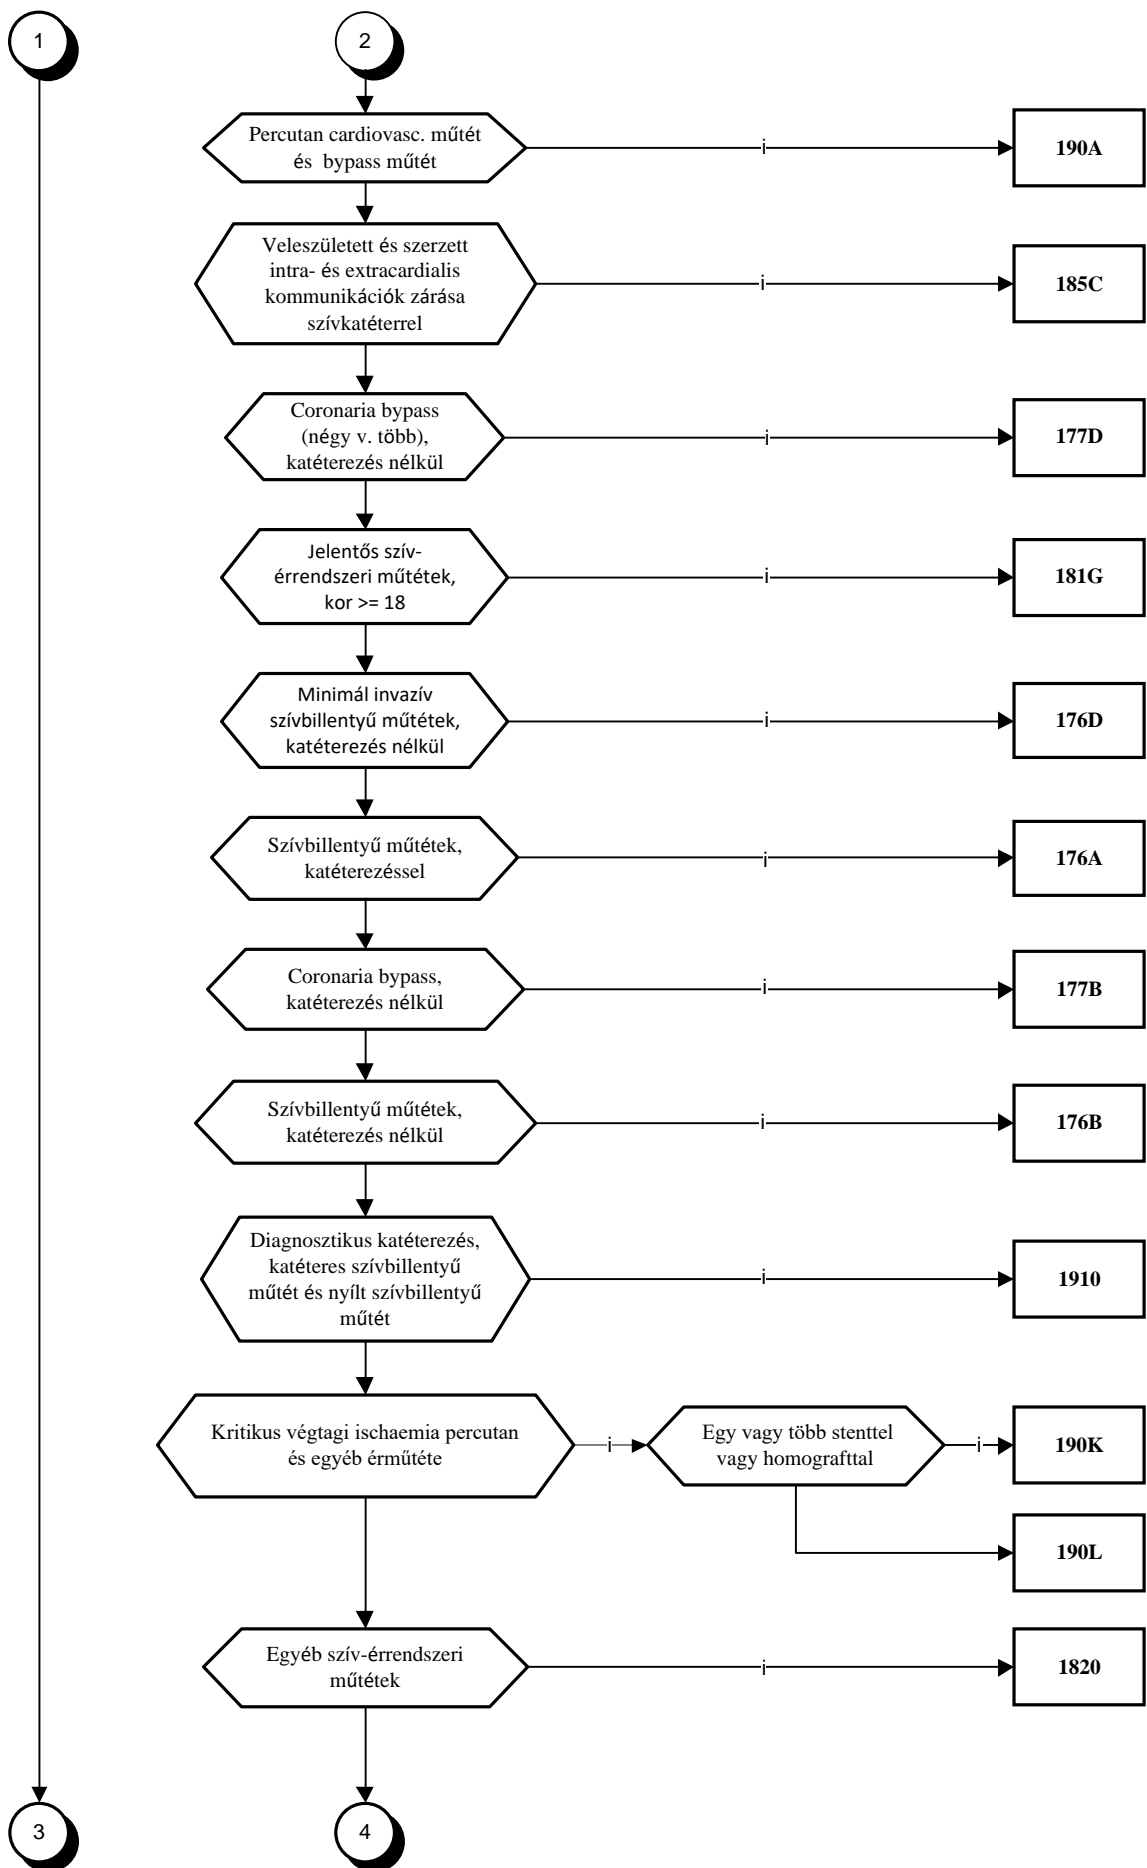 1
2
Percutan cardiovasc. műtét
és bypass műtét
i
190A
Veleszületett és szerzett
intra- és extracardialis
kommunikációk zárása
szívkatéterrel
i
185C
Coronaria bypass
(négy v. több),
katéterezés nélkül
i
177D
Jelentős szív-
érrendszeri műtétek,
kor >= 18
i
181G
Minimál invazív
szívbillentyű műtétek,
katéterezés nélkül
i
176D
Szívbillentyű műtétek,
katéterezéssel
i
176A
Coronaria bypass,
katéterezés nélkül
i
177B
Szívbillentyű műtétek,
katéterezés nélkül
i
176B
Diagnosztikus katéterezés,
katéteres szívbillentyű
műtét és nyílt szívbillentyű
műtét
i
1910
Kritikus végtagi ischaemia percutan
és egyéb érműtéte
i
Egy vagy több stenttel
vagy homografttal
i
190K
190L
Egyéb szív-érrendszeri
műtétek
i
1820
3
4